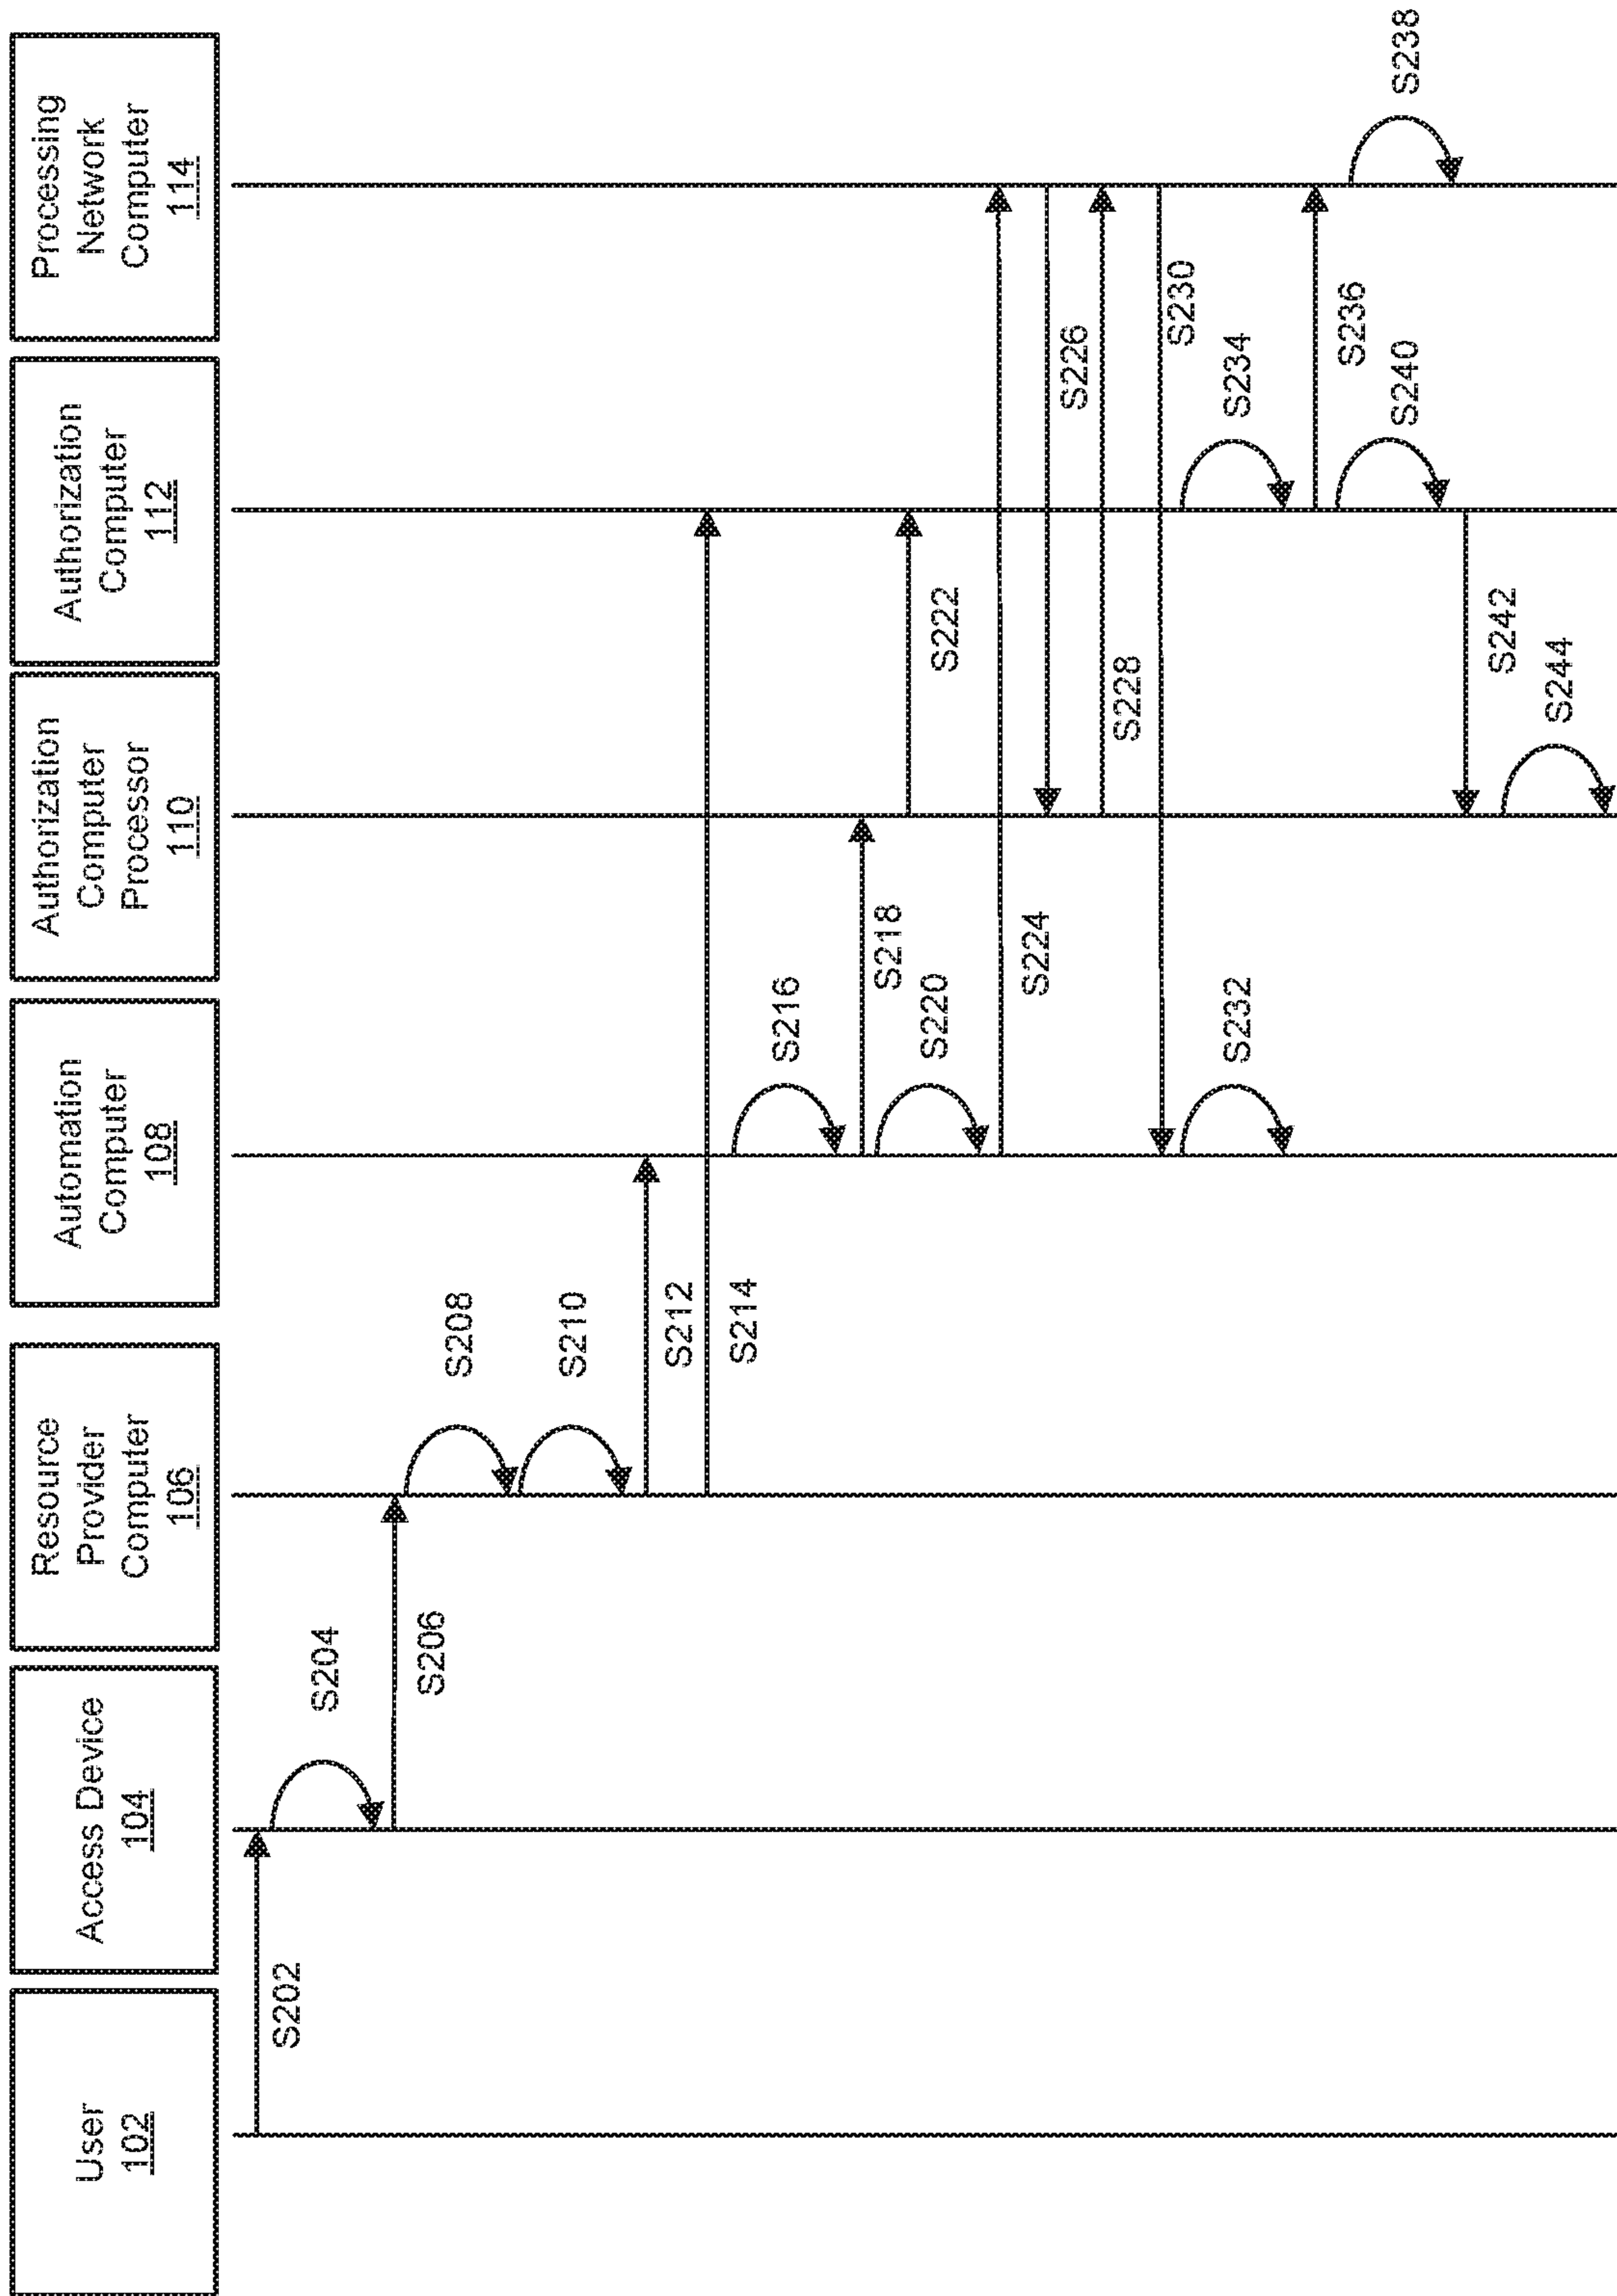 User
102
Access Device
104
Resource
Provider
Computer
106
Automation
Computer
108
Authorization
Computer
Processor
110
Authorization
Computer
112
Processing
Network
Computer
114
S202
S204
S206
S208
S210
S212
S214
S216
S218
S220
S222
S224
S226
S228
S230
S232
S234
S236
S238
S240
S242
S244